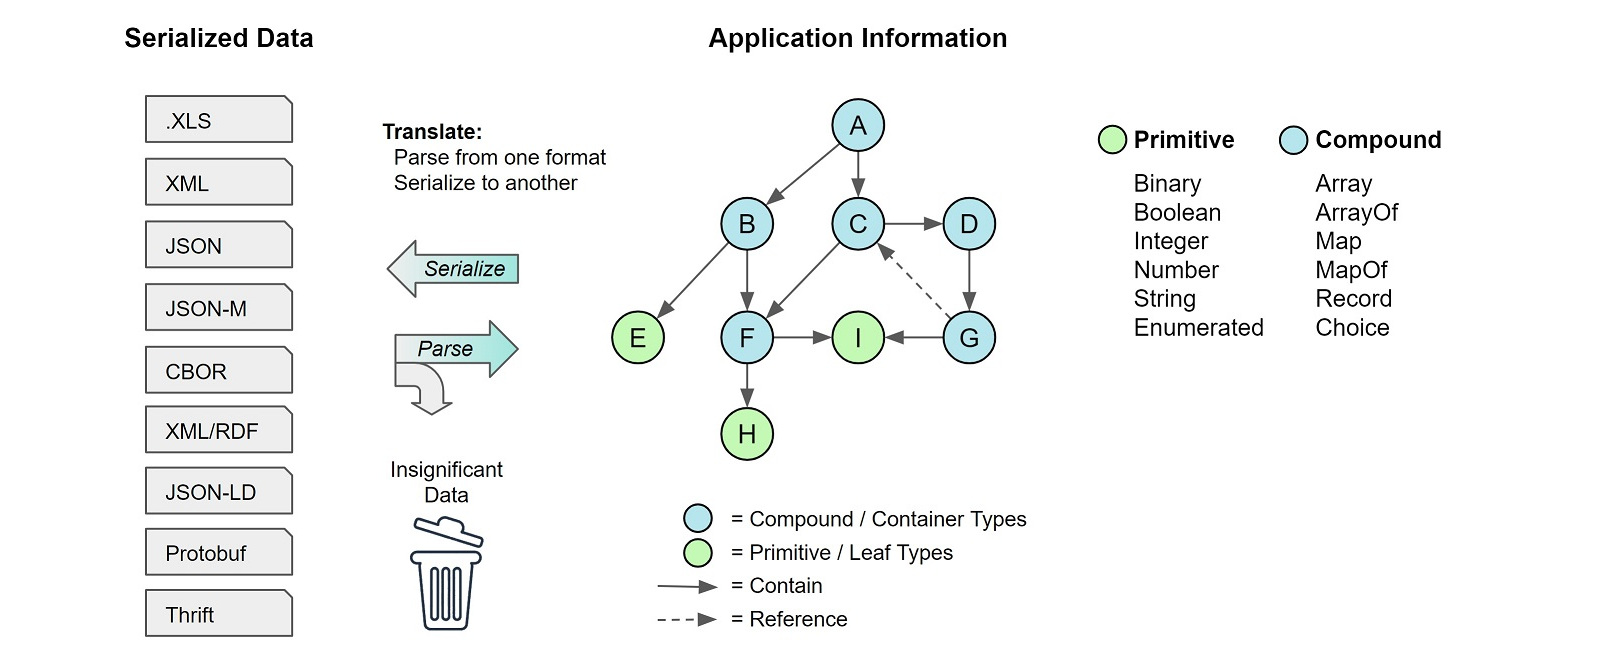 Serialized Data
.XLS
XML
JSON
JSON-M
CBOR
XML/RDF
JSON-LD
Protobuf
Thrift
Translate:
Parse from one format
Serialize to another
Serialize
Parse
Insignificant
Data
Application Information
A
B
C
D
E
F
I
G
H
= Compound / Container Types
= Primitive / Leaf Types
= Contain
= Reference
Primitive
Binary
Boolean
Integer
Number
String
Enumerated
Compound
Array
ArrayOf
Map
MapOf
Record
Choice